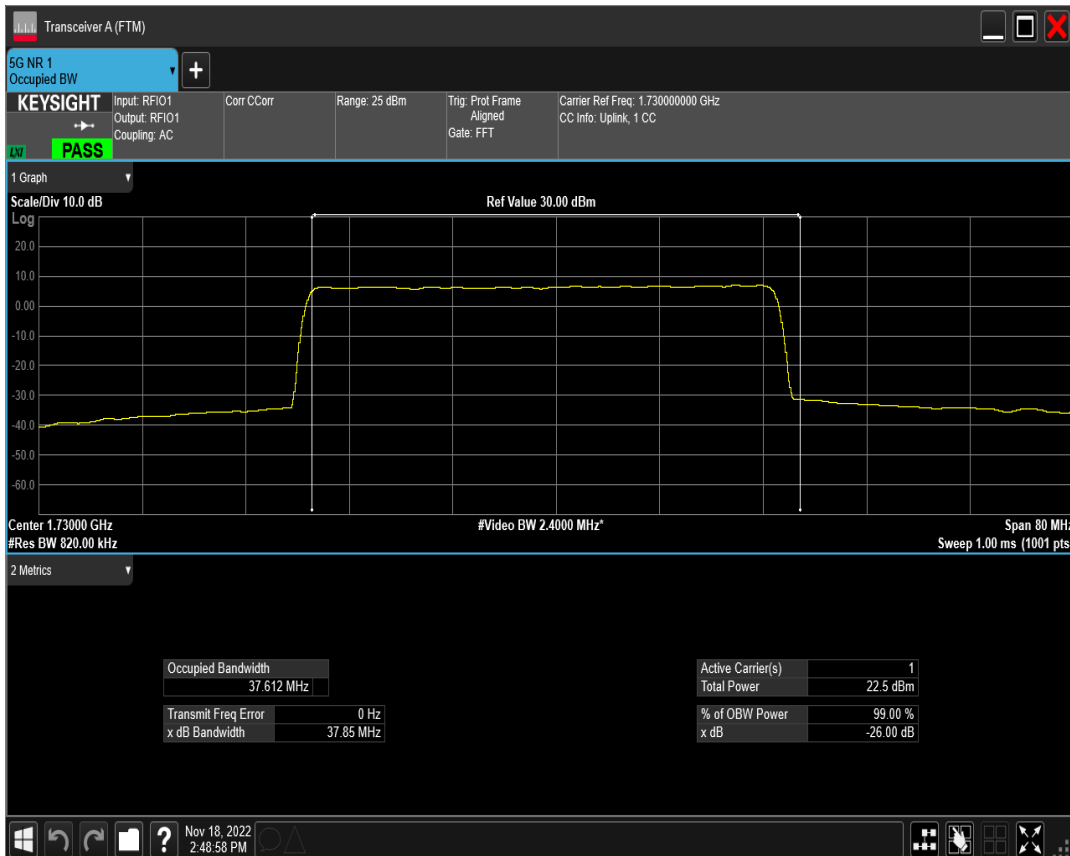 Transceiver A (FTM)
5G NR 1
Occupied BW
+
KEYSIGHT
Input: RFIO1
Output: RFIO1
Coupling: AC
Corr CCorr
Range: 25 dBm
Trig: Prot Frame
Aligned
Gate: FFT
Carrier Ref Freq: 1.730000000 GHz
CC Info: Uplink, 1 CC
LXI
PASS
1 Graph
Scale/Div 10.0 dB
Ref Value 30.00 dBm
Log
20.0
10.0
0.00
-10.0
-20.0
-30.0
-40.0
-50.0
-60.0
Center 1.73000 GHz
#Video BW 2.4000 MHz*
Span 80 MHz
#Res BW 820.00 kHz
Sweep 1.00 ms (1001 pts
2 Metrics
Occupied Bandwidth
37.612 MHz
Transmit Freq Error 0 Hz
x dB Bandwidth 37.85 MHz
Active Carrier(s) 1
Total Power 22.5 dBm
% of OBW Power 99.00 %
x dB -26.00 dB
?
Nov 18, 2022
2:48:58 PM